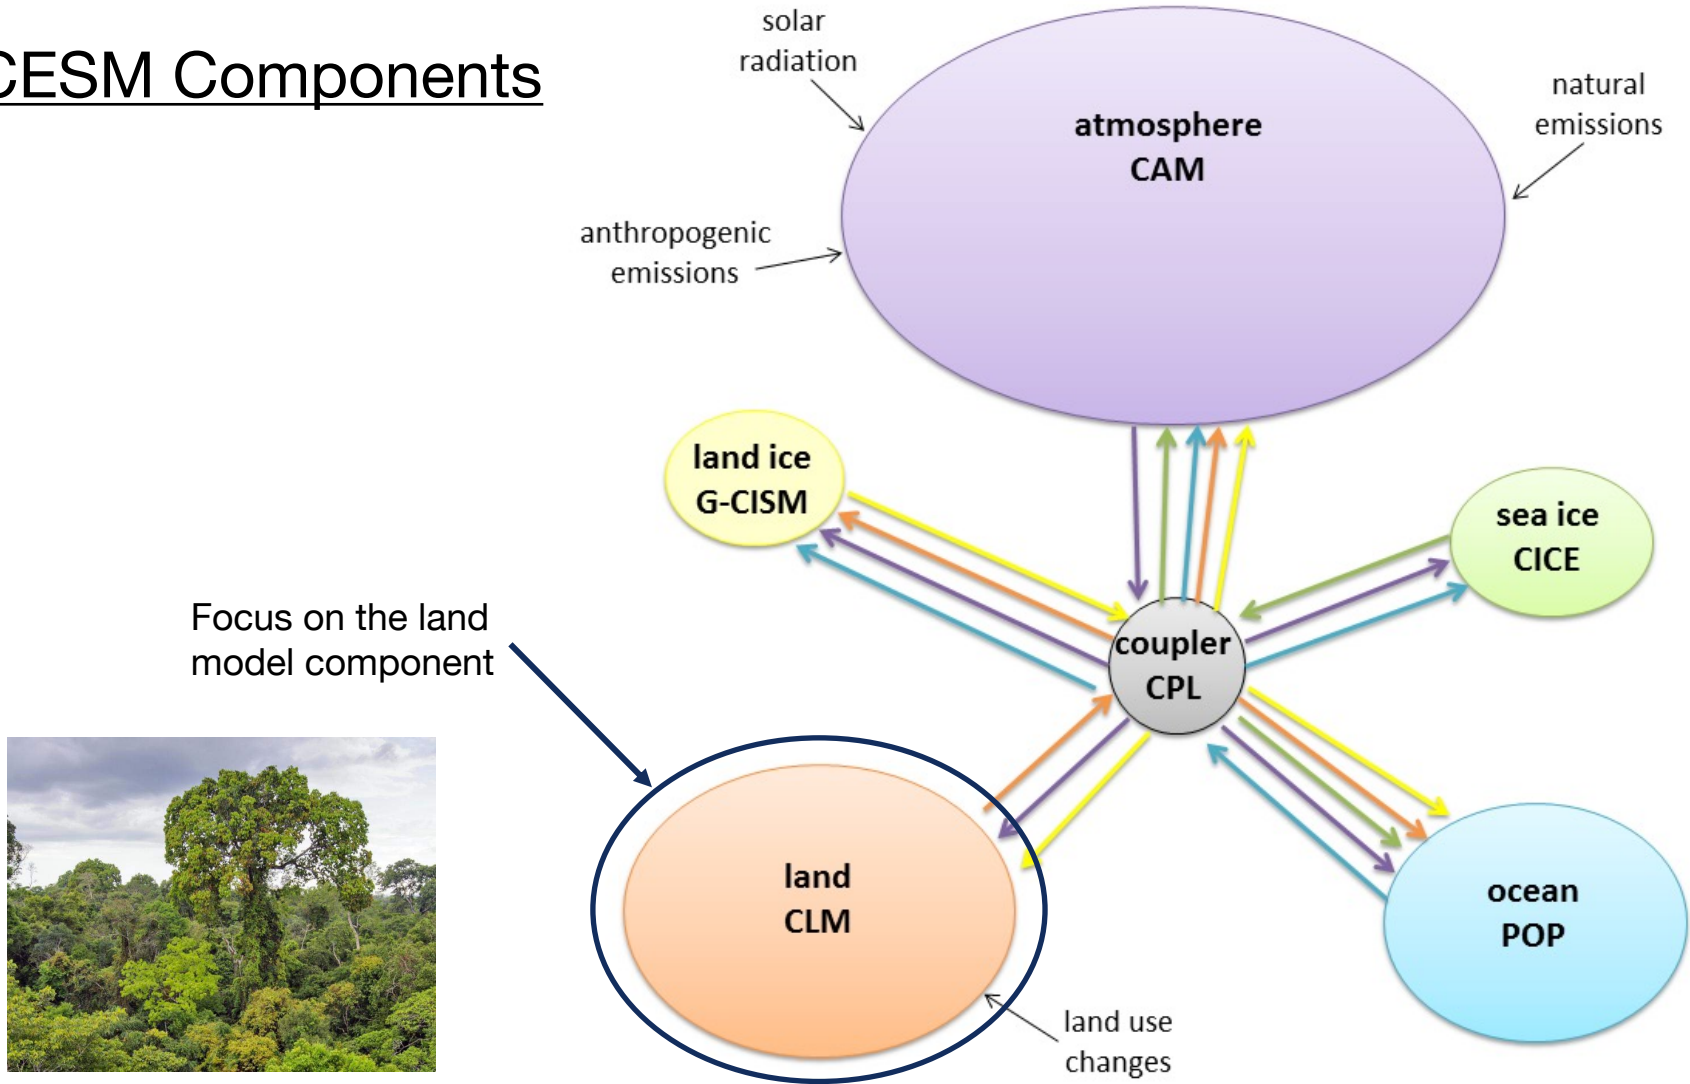 CESM Components
solar
radiation
natural
emissions
atmosphere
CAM
anthropogenic
emissions
land ice
G-CISM
sea ice
CICE
Focus on the land
model component
coupler
CPL
land
CLM
ocean
POP
land use
changes